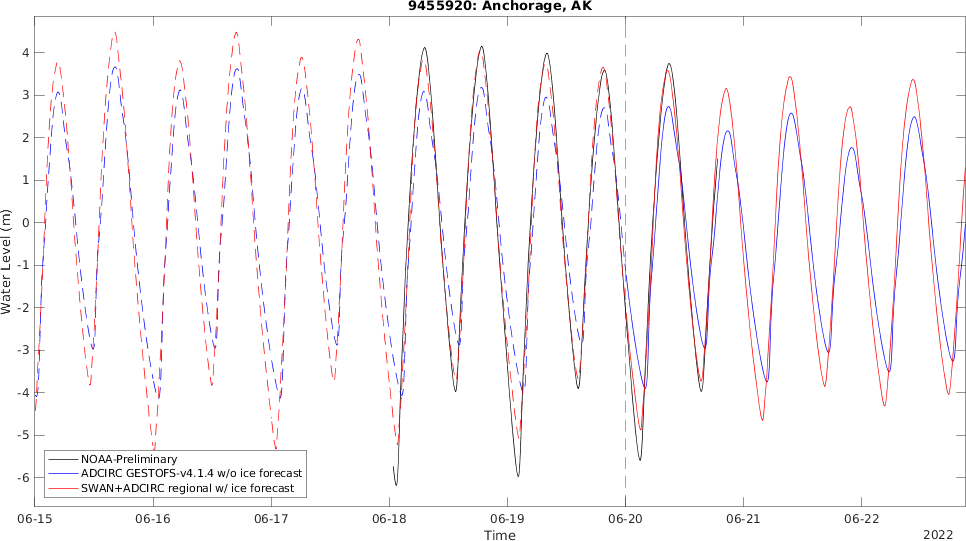 9455920: Anchorage, AK
4
3
2
1
0
-1
-2
-3
-4
-5
-6
Water Level (m)
NOAA-Preliminary
ADCIRC GESTOFS-v4.1.4 w/o ice forecast
SWAN+ADCIRC regional w/ ice forecast
06-15 06-16 06-17 06-18 06-19 06-20 06-21 06-22
Time
2022